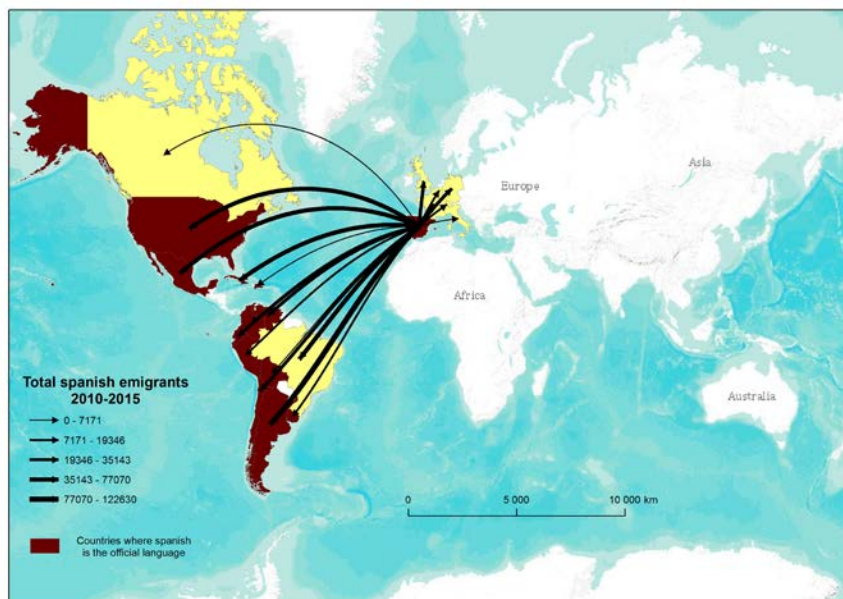 Asia
Europe
Africa
Australia
Total spanish emigrants
2010-2015
0 - 7171
7171 - 19346
19346 - 35143
35143 - 77070
77070 - 122630
Countries where spanish
is the official language
0 5 000 10 000 km